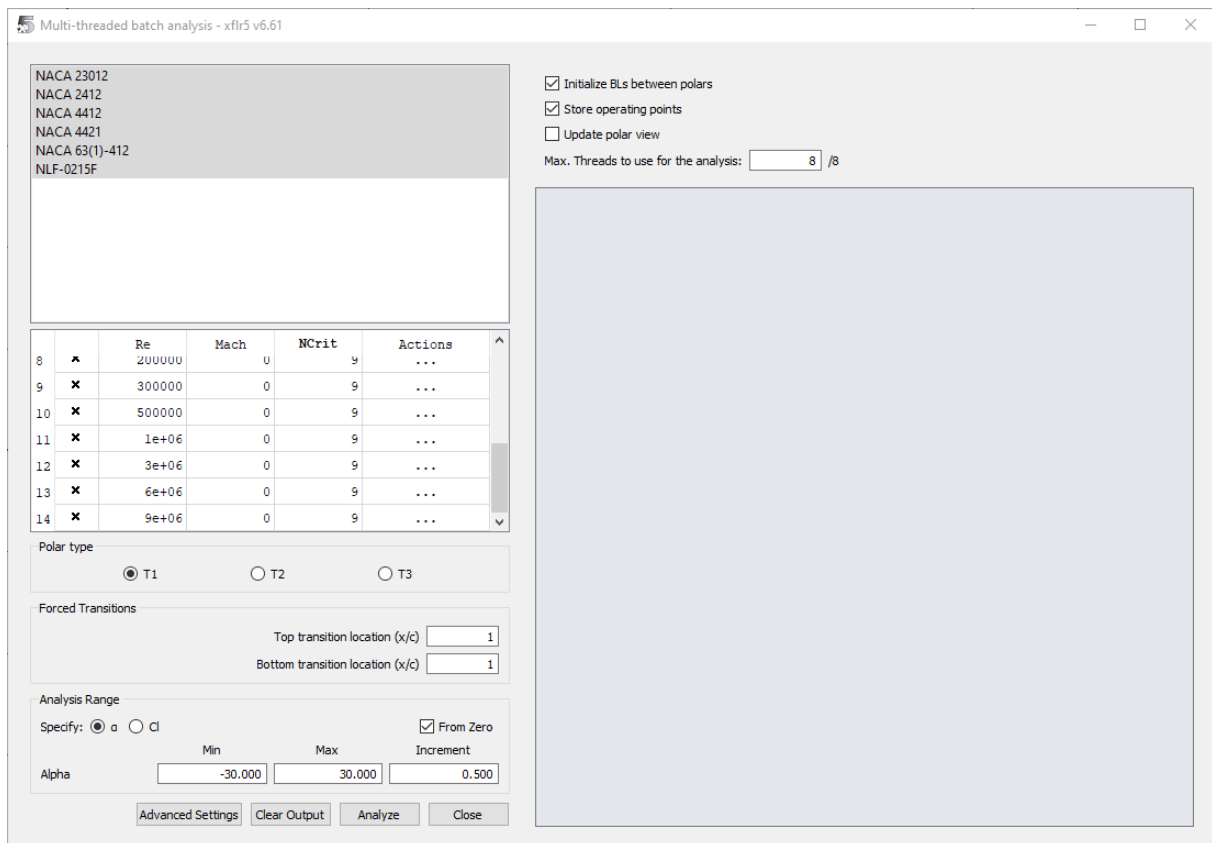 Multi-threaded batch analysis - xflr5 v6.61
NACA 23012
NACA 2412
NACA 4412
NACA 4421
NACA 63(1)-412
NLF-0215F
Initialize BLs between polars
Store operating points
Update polar view
Max. Threads to use for the analysis: 8 /8
Re Mach NCrit Actions
8 × 200000 0 9 ...
9 × 300000 0 9 ...
10 × 500000 0 9 ...
11 × 1e+06 0 9 ...
12 × 3e+06 0 9 ...
13 × 6e+06 0 9 ...
14 × 9e+06 0 9 ...
Polar type
T1 T2 T3
Forced Transitions
Top transition location (x/c) 1
Bottom transition location (x/c) 1
Analysis Range
Specify: α Cl From Zero
Min Max Increment
Alpha -30.000 30.000 0.500
Advanced Settings Clear Output Analyze Close